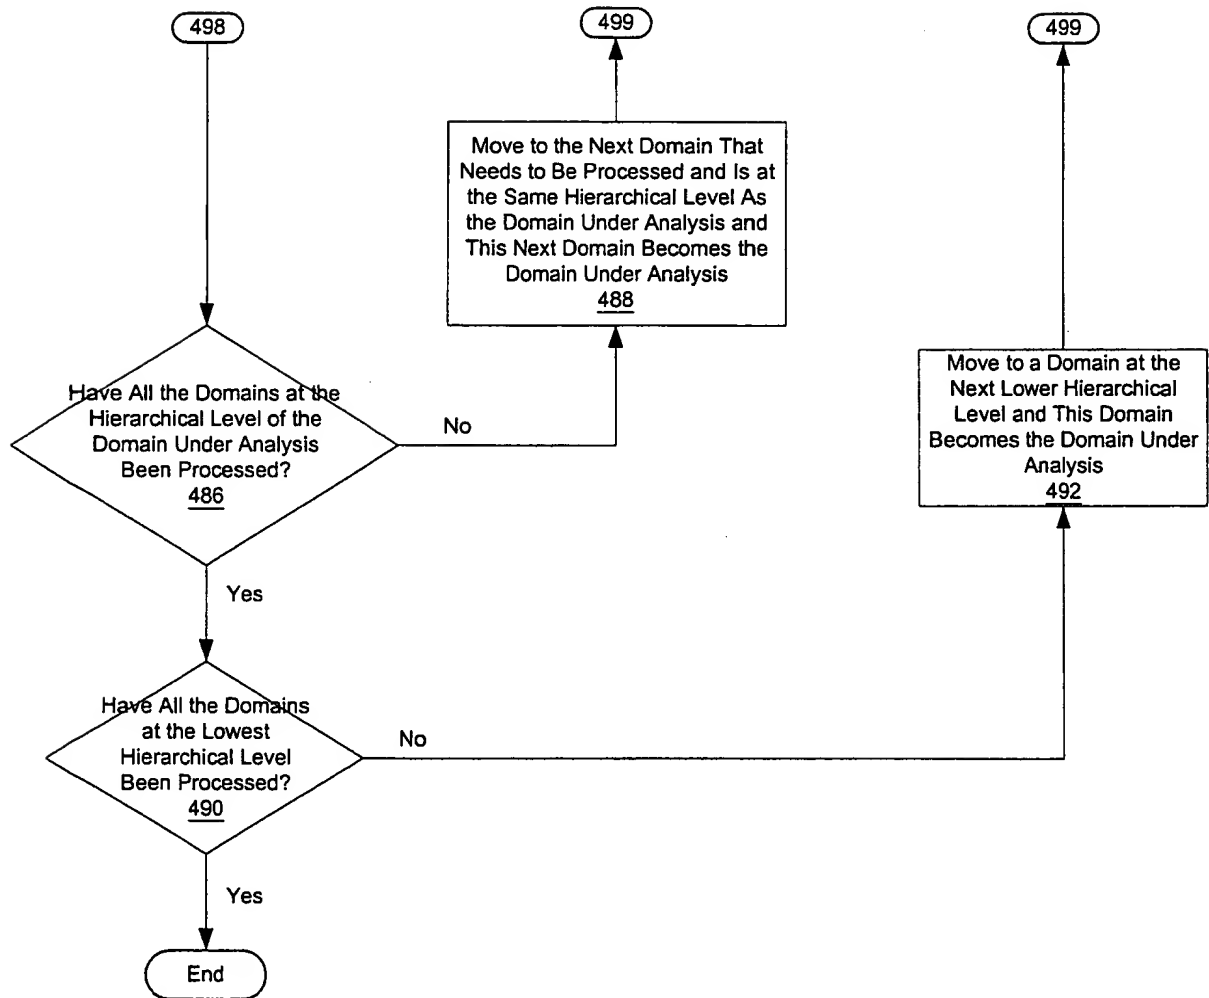 498
499
499
Move to the Next Domain That
Needs to Be Processed and Is at
the Same Hierarchical Level As
the Domain Under Analysis and
This Next Domain Becomes the
Domain Under Analysis
488
Have All the Domains at the
Hierarchical Level of the
Domain Under Analysis
Been Processed?
486
No
Move to a Domain at the
Next Lower Hierarchical
Level and This Domain
Becomes the Domain Under
Analysis
492
Yes
Have All the Domains
at the Lowest
Hierarchical Level
Been Processed?
490
No
Yes
End